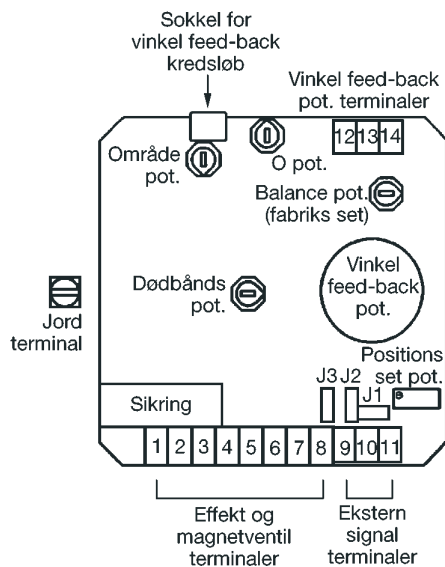 Sokkel for
vinkel feed-back
kredsløb
Vinkel feed-back
pot. terminaler
12 13 14
Område
pot.
O pot.
Balance pot.
(fabriks set)
Dødbånds
pot.
Vinkel
feed-back
pot.
Jord
terminal
Positions
set pot.
J3 J2 J1
Sikring
1 2 3 4 5 6 7 8 9 10 11
Effekt og
magnetventil
terminaler
Ekstern
signal
terminaler